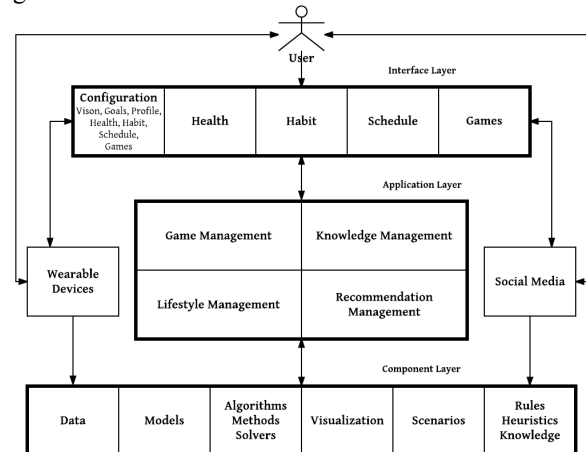 User
Interface Layer
Configuration
Vison, Goals, Profile,
Health, Habit,
Schedule,
Games
Health
Habit
Schedule
Games
Application Layer
Game Management
Knowledge Management
Wearable
Devices
Lifestyle Management
Recommendation
Management
Social Media
Component Layer
Data
Models
Algorithms
Methods
Solvers
Visualization
Scenarios
Rules
Heuristics
Knowledge